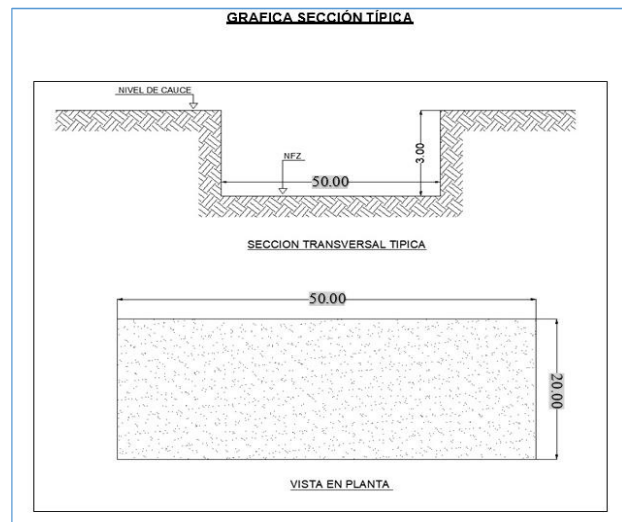 GRAFICA SECCIÓN TÍPICA
NIVEL DE CAUCE
3.00
NFZ
50.00
SECCION TRANSVERSAL TIPICA
50.00
20.00
VISTA EN PLANTA